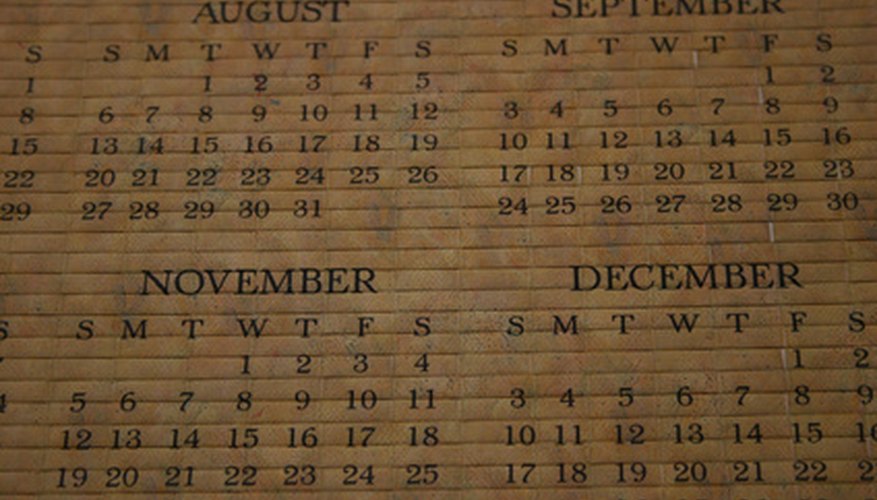 AUGUST SEPTEMBER
S S M T W T F S S M T W T F S
1 1 2 3 4 5 1 2
8 6 7 8 9 10 11 12 3 4 5 6 7 8 9
15 13 14 15 16 17 18 19 10 11 12 13 14 15 16
22 20 21 22 23 24 25 26 17 18 19 20 21 22 23
29 27 28 29 30 31 24 25 26 27 28 29 30
NOVEMBER DECEMBER
S S M T W T F S S M T W T F S
1 2 3 4 1 2
4 5 6 7 8 9 10 11 3 4 5 6 7 8 9
12 13 14 15 16 17 18 10 11 12 13 14 15 16
19 20 21 22 23 24 25 17 18 19 20 21 22